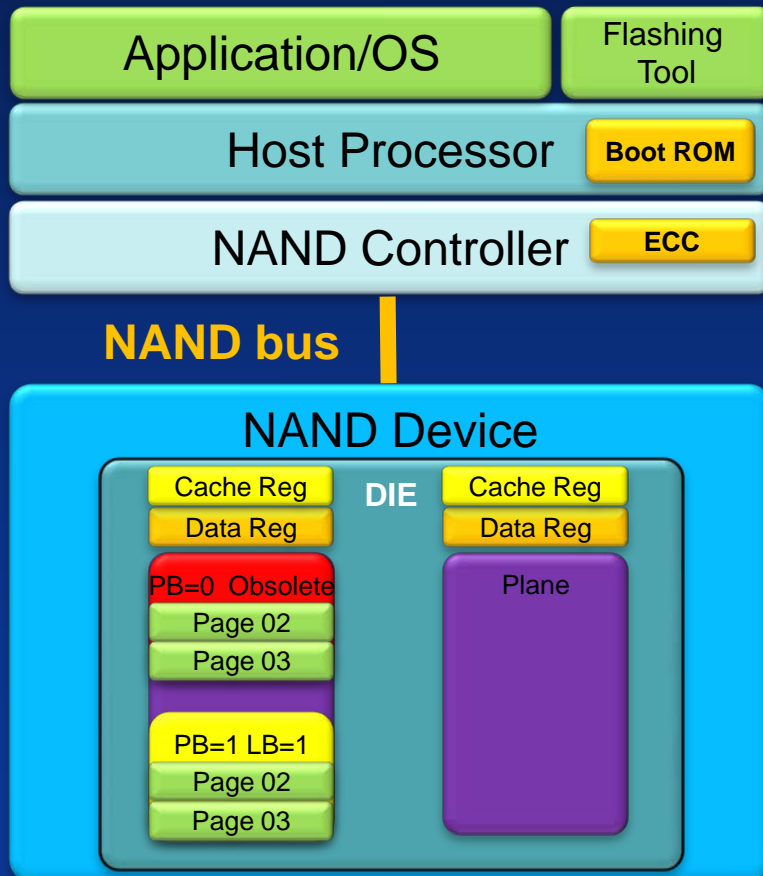 Application/OS
Flashing
Tool
Host Processor
Boot ROM
NAND Controller
ECC
NAND bus
NAND Device
Cache Reg
DIE
Cache Reg
Data Reg
Data Reg
PB=0 Obsolete
Plane
Page 02
Page 03
PB=1 LB=1
Page 02
Page 03